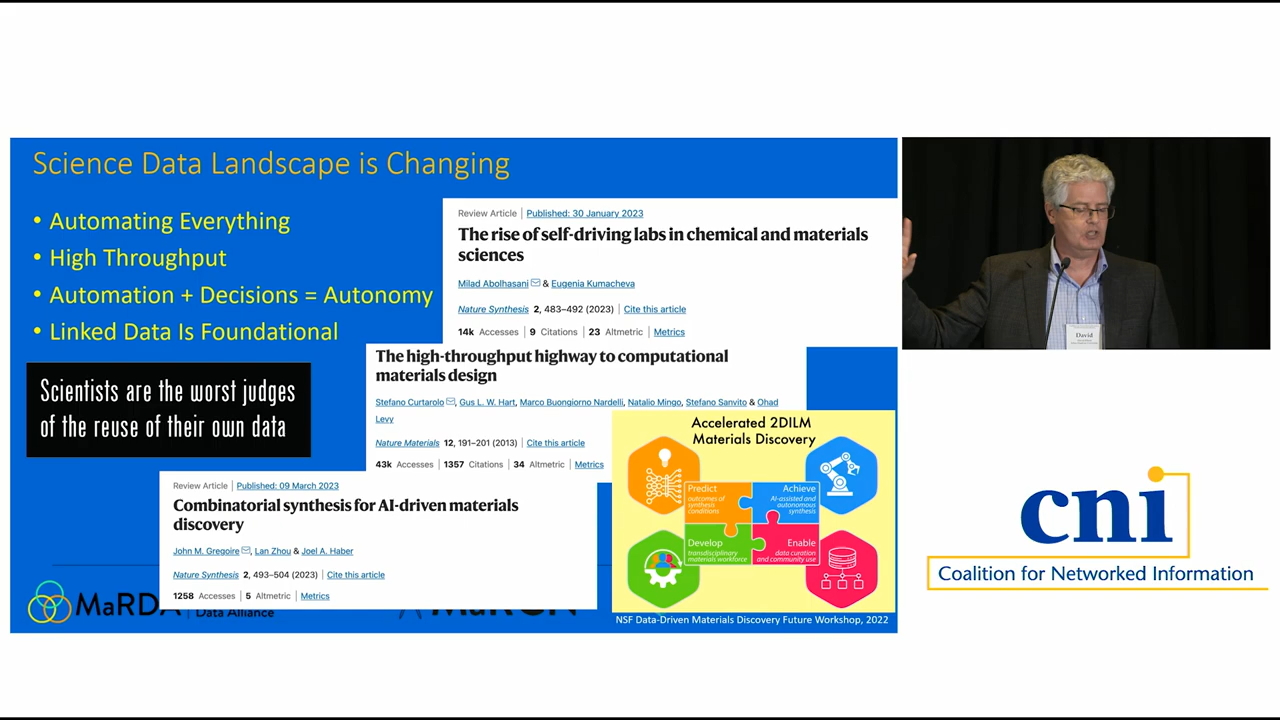 Science Data Landscape is Changing
• Automating Everything
• High Throughput
• Automation + Decisions = Autonomy
• Linked Data Is Foundational
Scientists are the worst judges
of the reuse of their own data
Review Article | Published: 30 January 2023
The rise of self-driving labs in chemical and materials
sciences
Milad Abolhasani & Eugenia Kumacheva
Nature Synthesis 2, 483–492 (2023) | Cite this article
14k Accesses | 9 Citations | 23 Altmetric | Metrics
The high-throughput highway to computational
materials design
Stefano Curtarolo, Gus L. W. Hart, Marco Buongiorno Nardelli, Natalio Mingo, Stefano Sanvito & Ohad
Levy
Nature Materials 12, 191–201 (2013) | Cite this article
43k Accesses | 1357 Citations | 34 Altmetric | Metrics
Review Article | Published: 09 March 2023
Combinatorial synthesis for AI-driven materials
discovery
John M. Gregoire, Lan Zhou & Joel A. Haber
Nature Synthesis 2, 493–504 (2023) | Cite this article
1258 Accesses | 5 Altmetric | Metrics
Accelerated 2DILM
Materials Discovery
Predict
outcomes of
synthesis
conditions
Achieve
AI-assisted and
autonomous
synthesis
Develop
transdisciplinary
materials workforce
Enable
data curation
and community use
NSF Data-Driven Materials Discovery Future Workshop, 2022
MaRDA
Data Alliance
David
cni
Coalition for Networked Information